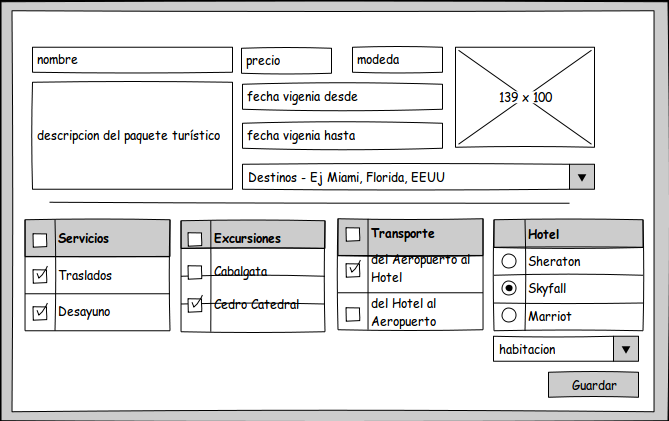 nombre
precio
modeda
139 x 100
fecha vigenia desde
descripcion del paquete turístico
fecha vigenia hasta
Destinos - Ej Miami, Florida, EEUU
Servicios
Traslados
Desayuno
Excursiones
Cabalgata
Cedro Catedral
Transporte
del Aeropuerto al
Hotel
del Hotel al
Aeropuerto
Hotel
Sheraton
Skyfall
Marriot
habitacion
Guardar